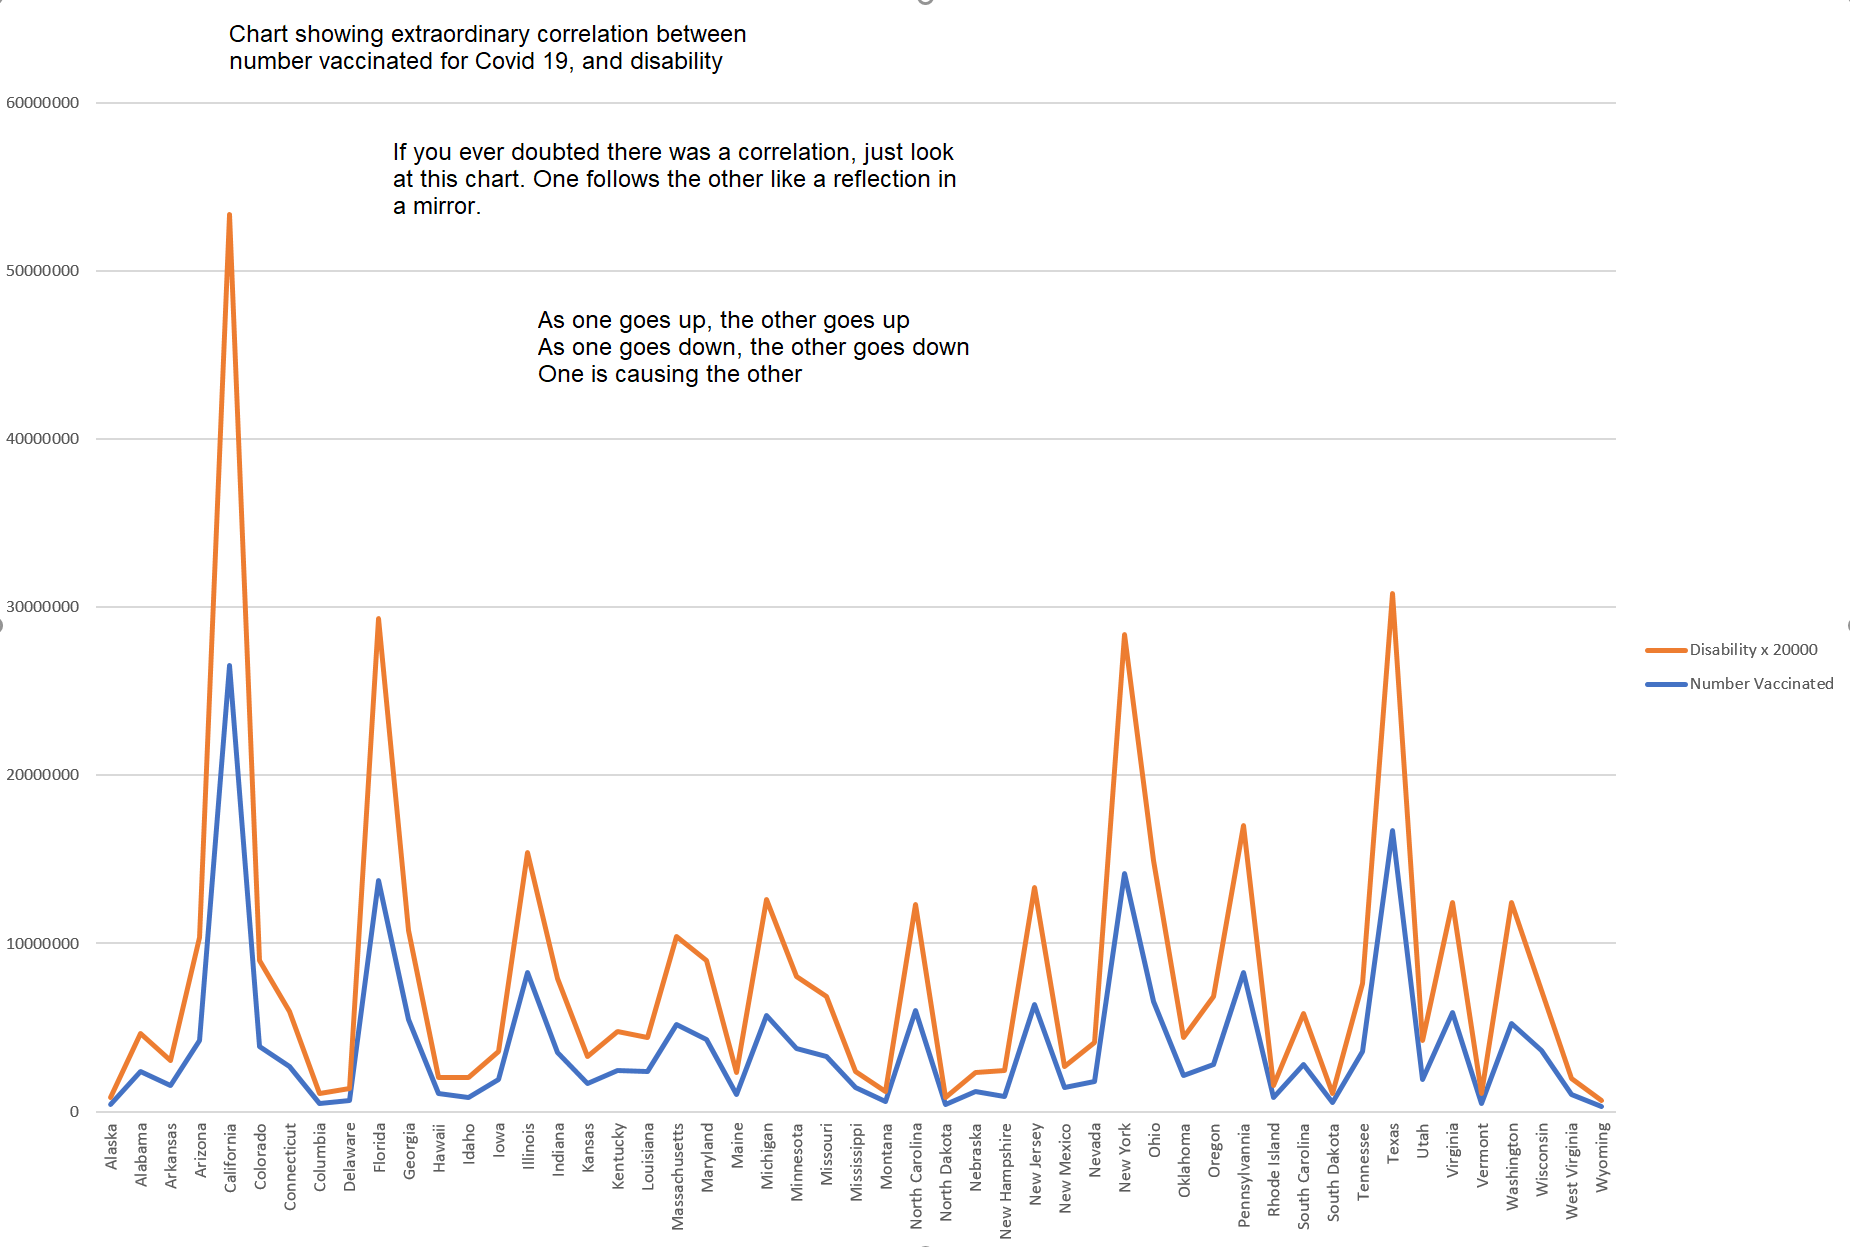 Chart showing extraordinary correlation between
number vaccinated for Covid 19, and disability
60000000
If you ever doubted there was a correlation, just look
at this chart. One follows the other like a reflection in
a mirror.
50000000
As one goes up, the other goes up
As one goes down, the other goes down
One is causing the other
40000000
30000000
Disability x 20000
Number Vaccinated
20000000
10000000
0
Alaska
Alabama
Arkansas
Arizona
California
Colorado
Connecticut
Columbia
Delaware
Florida
Georgia
Hawaii
Idaho
Iowa
Illinois
Indiana
Kansas
Kentucky
Louisiana
Massachusetts
Maryland
Maine
Michigan
Minnesota
Missouri
Mississippi
Montana
North Carolina
North Dakota
Nebraska
New Hampshire
New Jersey
New Mexico
Nevada
New York
Ohio
Oklahoma
Oregon
Pennsylvannia
Rhode Island
South Carolina
South Dakota
Tennessee
Texas
Utah
Virginia
Vermont
Washington
Wisconsin
West Virginia
Wyoming